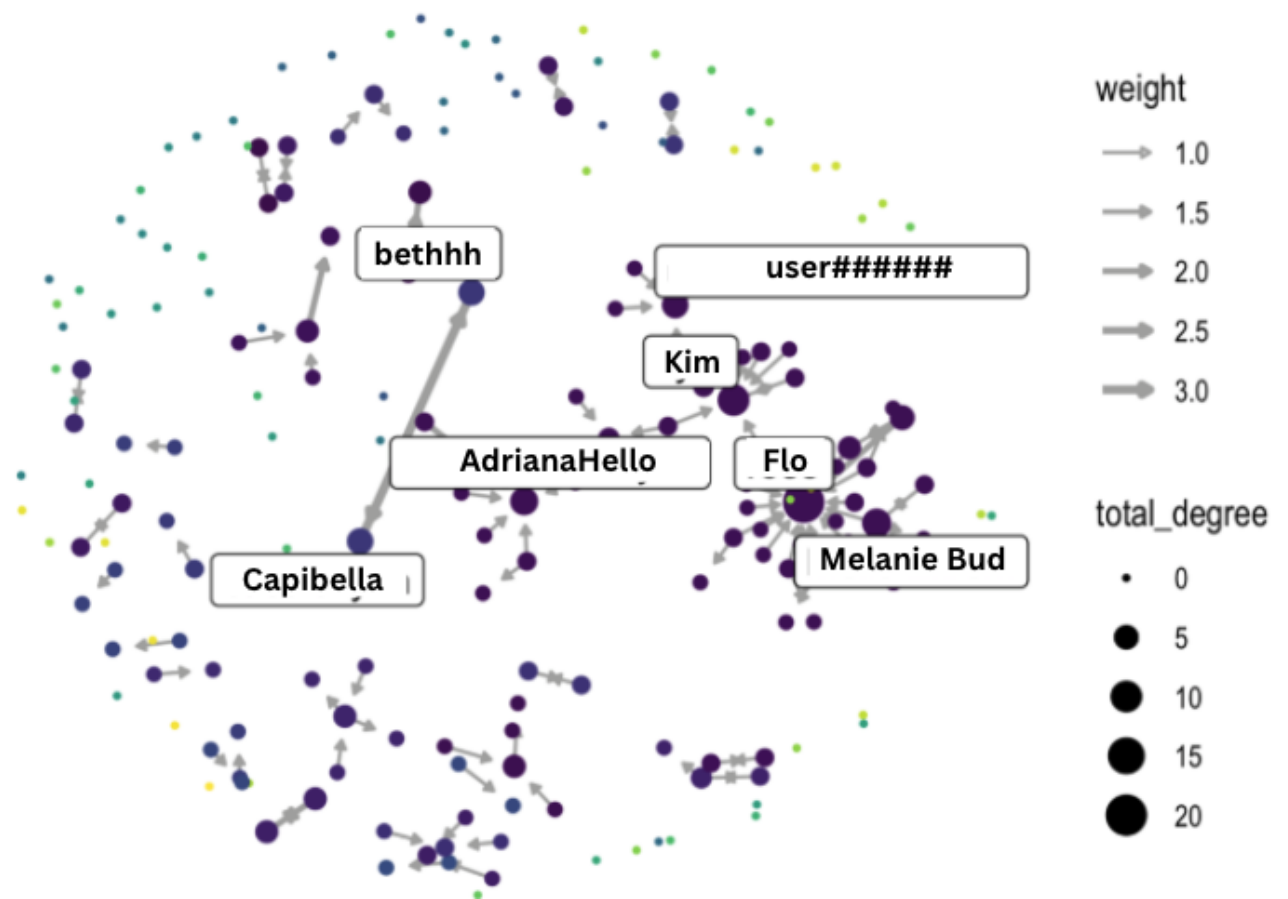 weight
1.0
1.5
2.0
2.5
3.0
bethhh
user######
Kim
AdrianaHello
Flo
Capibella
Melanie Bud
total_degree
0
5
10
15
20